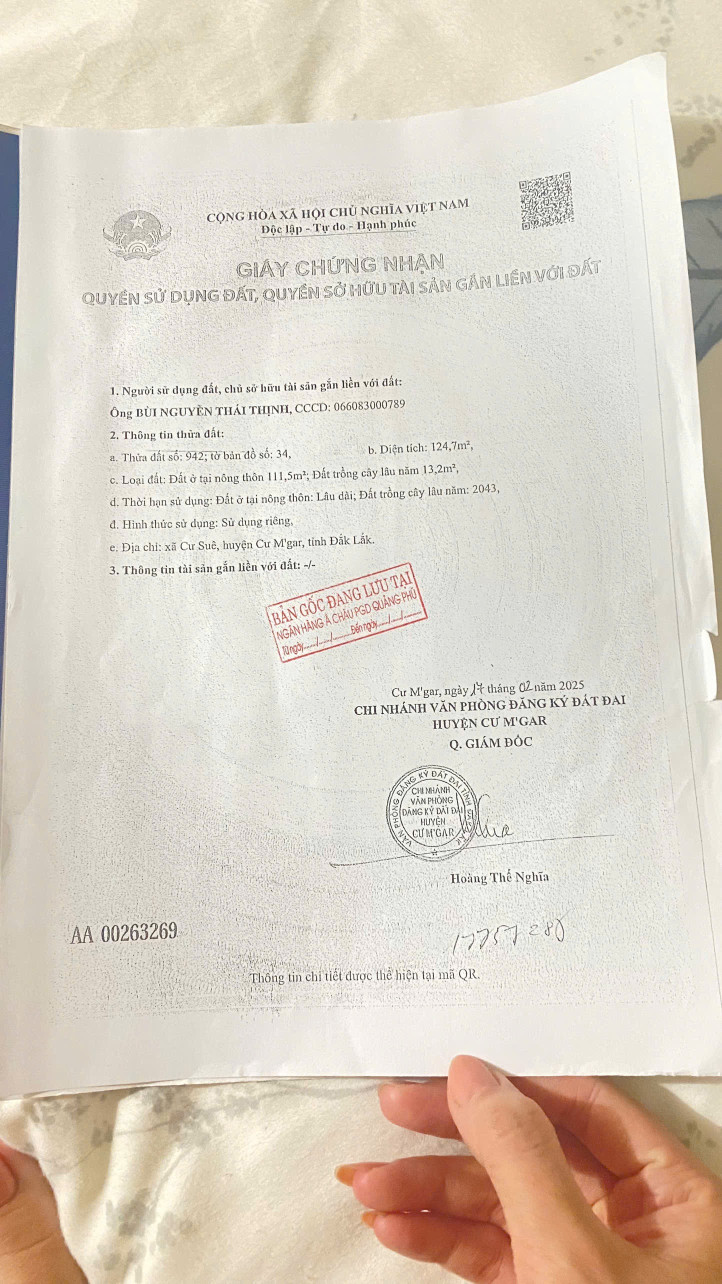 CỘNG HÒA XÃ HỘI CHỦ NGHĨA VIỆT NAM
Độc lập - Tự do - Hạnh phúc
GIẤY CHỨNG NHẬN
QUYỀN SỬ DỤNG ĐẤT, QUYỀN SỞ HỮU TÀI SẢN GẮN LIỀN VỚI ĐẤT
1. Người sử dụng đất, chủ sở hữu tài sản gắn liền với đất:
Ông BÙI NGUYỄN THÁI THỊNH, CCCD: 066083000789
2. Thông tin thửa đất:
a. Thửa đất số: 942; tờ bản đồ số: 34, b. Diện tích: 124,7m²,
c. Loại đất: Đất ở tại nông thôn 111,5m²; Đất trồng cây lâu năm 13,2m²,
d. Thời hạn sử dụng: Đất ở tại nông thôn: Lâu dài; Đất trồng cây lâu năm: 2043,
đ. Hình thức sử dụng: Sử dụng riêng,
e. Địa chỉ: xã Cư Suê, huyện Cư M'gar, tỉnh Đắk Lắk.
3. Thông tin tài sản gắn liền với đất: -/-
BẢN GỐC ĐANG LƯU TẠI
NGÂN HÀNG Á CHÂU PGD QUẢNG PHÚ
Từ ngày....../....../...... Đến ngày....../....../......
Cư M'gar, ngày 17 tháng 02 năm 2025
CHI NHÁNH VĂN PHÒNG ĐĂNG KÝ ĐẤT ĐAI
HUYỆN CƯ M'GAR
Q. GIÁM ĐỐC
VĂN PHÒNG ĐĂNG KÝ ĐẤT ĐAI TỈNH
CHI NHÁNH
VĂN PHÒNG
ĐĂNG KÝ ĐẤT ĐAI
HUYỆN
CƯ M'GAR
Hoàng Thế Nghĩa
AA 00263269
Thông tin chi tiết được thể hiện tại mã QR.